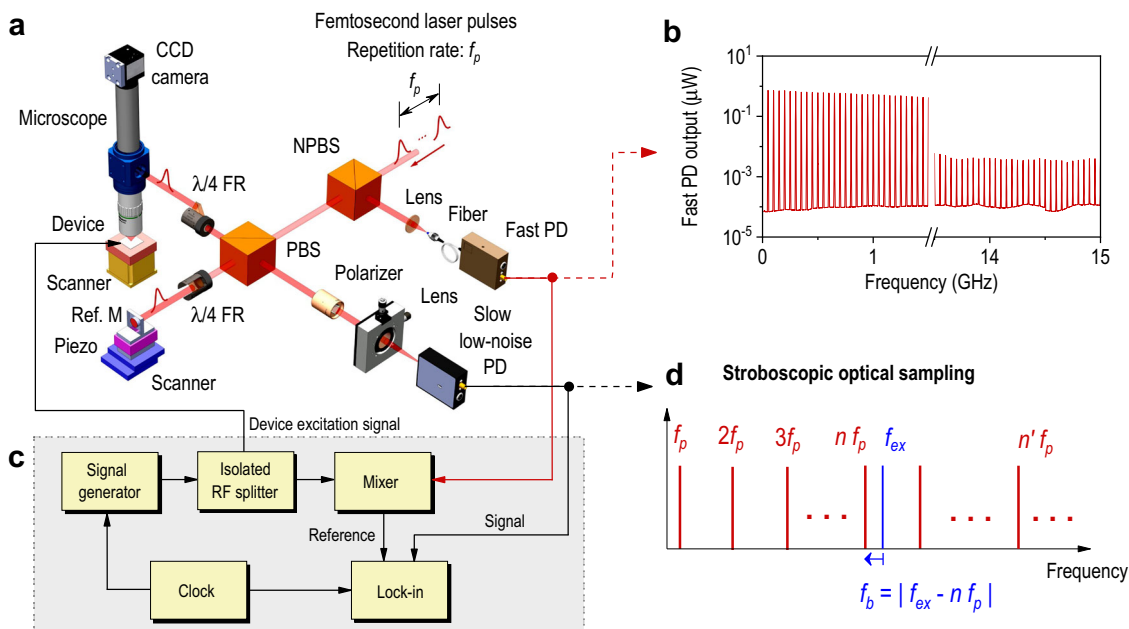 a
Femtosecond laser pulses
Repetition rate: fp
fp
CCD
camera
Microscope
NPBS
λ/4 FR
Lens
Fiber
Fast PD
Device
PBS
Scanner
Polarizer
Lens
Slow
low-noise
PD
Ref. M
λ/4 FR
Piezo
Scanner
b
Fast PD output (μW)
10^1
10^-1
10^-3
10^-5
0
1
14
15
Frequency (GHz)
c
Device excitation signal
Signal
generator
Isolated
RF splitter
Mixer
Reference
Signal
Clock
Lock-in
d
Stroboscopic optical sampling
fp
2fp
3fp
n fp
fex
n' fp
. . .
. . .
. . .
Frequency
fb = | fex - n fp |